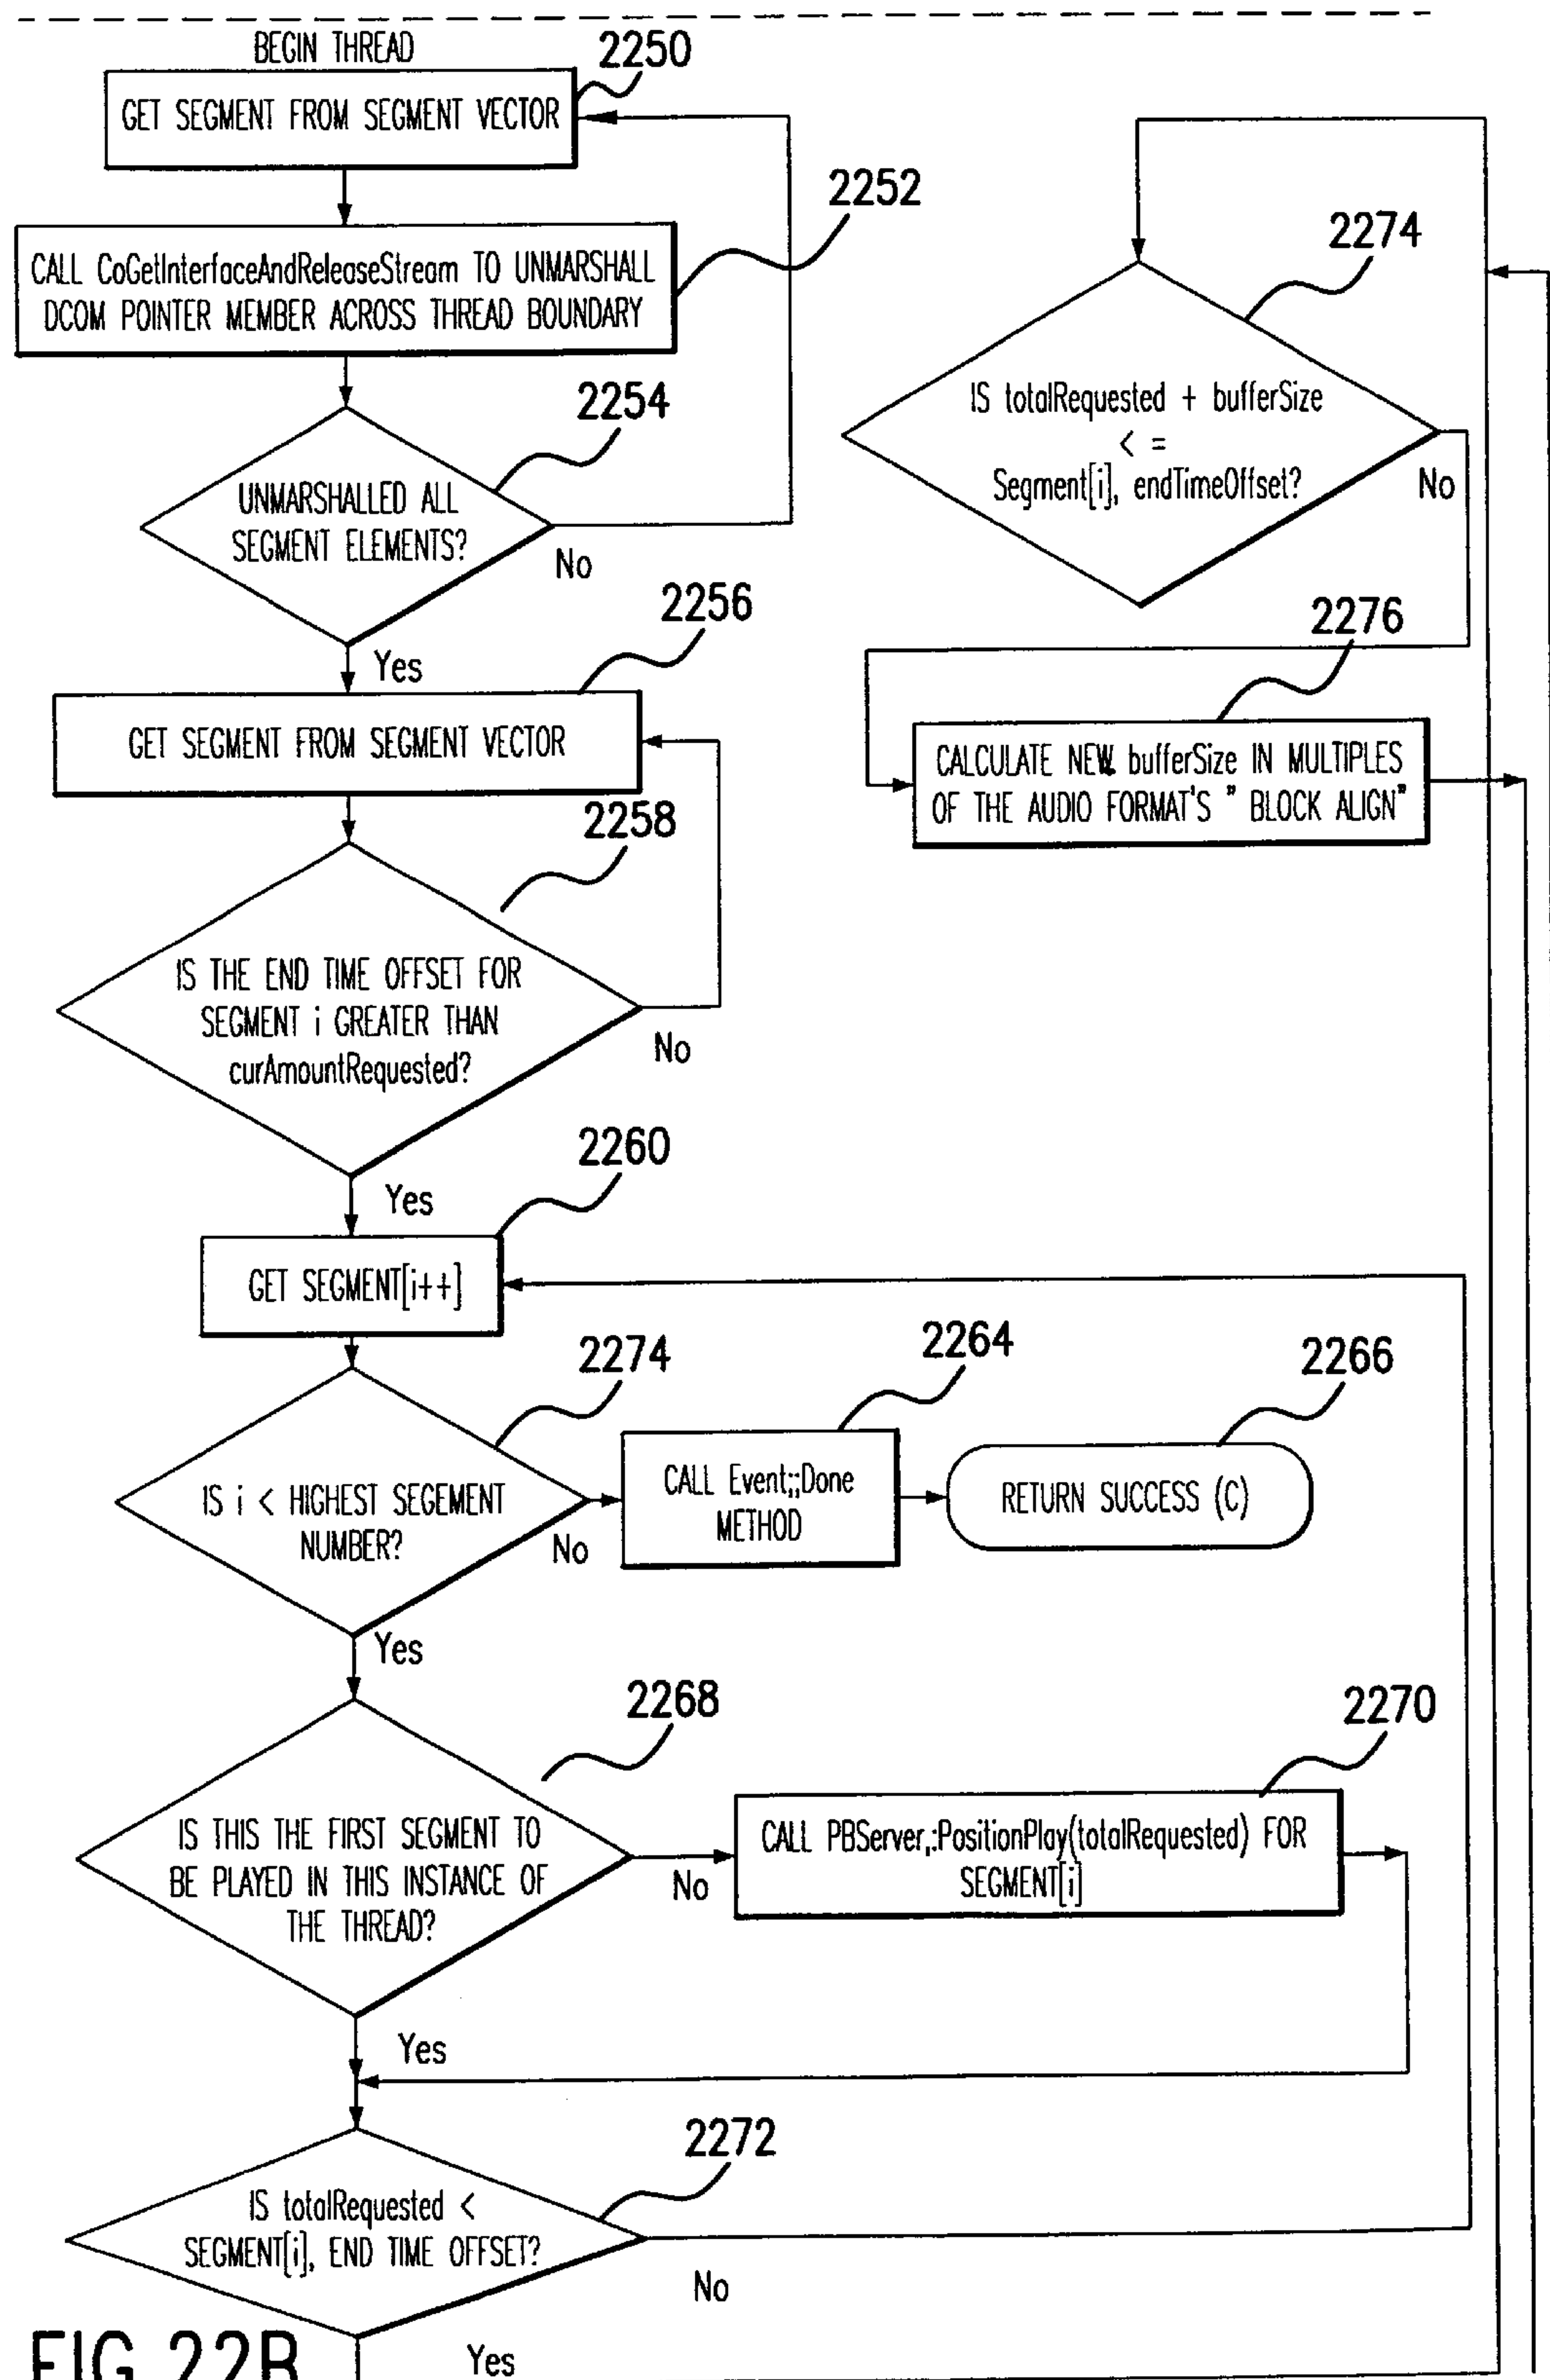 BEGIN THREAD
2250
GET SEGMENT FROM SEGMENT VECTOR
2252
CALL CoGetInterfaceAndReleaseStream TO UNMARSHALL
DCOM POINTER MEMBER ACROSS THREAD BOUNDARY
2254
UNMARSHALLED ALL
SEGMENT ELEMENTS?
No
Yes
2256
GET SEGMENT FROM SEGMENT VECTOR
2258
IS THE END TIME OFFSET FOR
SEGMENT i GREATER THAN
curAmountRequested?
No
Yes
2260
GET SEGMENT[i++]
2274
IS i < HIGHEST SEGEMENT
NUMBER?
No
Yes
2264
CALL Event;;Done
METHOD
2266
RETURN SUCCESS (C)
2268
IS THIS THE FIRST SEGMENT TO
BE PLAYED IN THIS INSTANCE OF
THE THREAD?
No
Yes
2270
CALL PBServer,:PositionPlay(totalRequested) FOR
SEGMENT[i]
2272
IS totalRequested <
SEGMENT[i], END TIME OFFSET?
No
Yes
2274
IS totalRequested + bufferSize
< =
Segment[i], endTimeOffset?
No
2276
CALCULATE NEW bufferSize IN MULTIPLES
OF THE AUDIO FORMAT'S " BLOCK ALIGN"
FIG. 22B